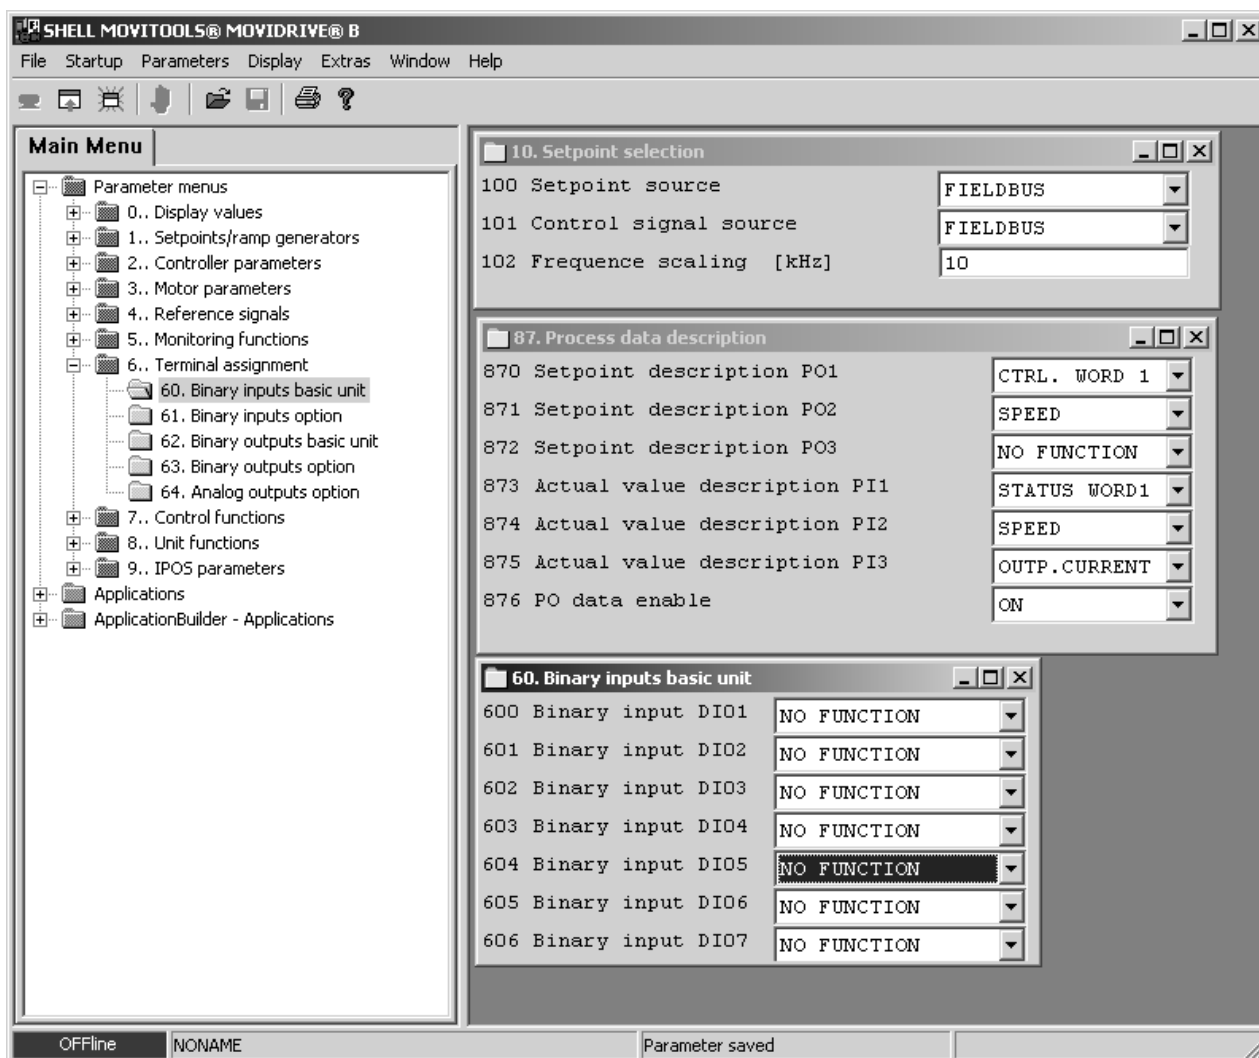 SHELL MOVITOOLS® MOVIDRIVE® B
File Startup Parameters Display Extras Window Help
Main Menu
Parameter menus
0.. Display values
1.. Setpoints/ramp generators
2.. Controller parameters
3.. Motor parameters
4.. Reference signals
5.. Monitoring functions
6.. Terminal assignment
60. Binary inputs basic unit
61. Binary inputs option
62. Binary outputs basic unit
63. Binary outputs option
64. Analog outputs option
7.. Control functions
8.. Unit functions
9.. IPOS parameters
Applications
ApplicationBuilder - Applications
10. Setpoint selection
100 Setpoint source FIELDBUS
101 Control signal source FIELDBUS
102 Frequence scaling [kHz] 10
87. Process data description
870 Setpoint description PO1 CTRL. WORD 1
871 Setpoint description PO2 SPEED
872 Setpoint description PO3 NO FUNCTION
873 Actual value description PI1 STATUS WORD1
874 Actual value description PI2 SPEED
875 Actual value description PI3 OUTP.CURRENT
876 PO data enable ON
60. Binary inputs basic unit
600 Binary input DI01 NO FUNCTION
601 Binary input DI02 NO FUNCTION
602 Binary input DI03 NO FUNCTION
603 Binary input DI04 NO FUNCTION
604 Binary input DI05 NO FUNCTION
605 Binary input DI06 NO FUNCTION
606 Binary input DI07 NO FUNCTION
OFFline NONAME Parameter saved